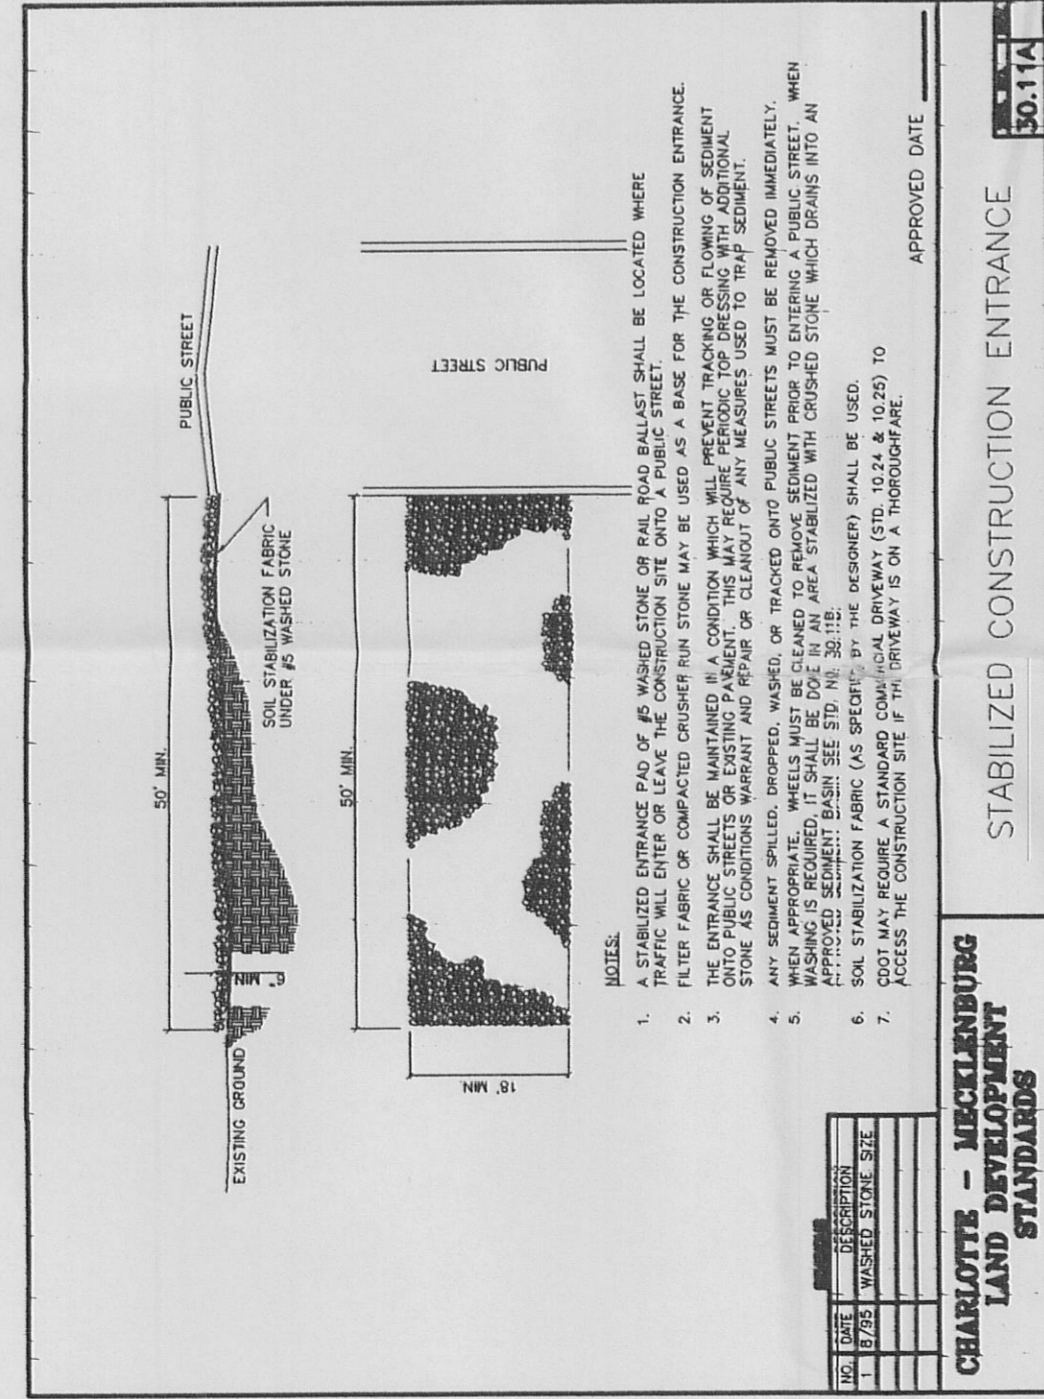 PUBLIC STREET
50' MIN.
SOIL STABILIZATION FABRIC
UNDER #5 WASHED STONE
6" MIN.
EXISTING GROUND
50' MIN.
PUBLIC STREET
18' MIN.
NOTES:
1. A STABILIZED ENTRANCE PAD OF #5 WASHED STONE OR RAIL ROAD BALLAST SHALL BE LOCATED WHERE
TRAFFIC WILL ENTER OR LEAVE THE CONSTRUCTION SITE ONTO A PUBLIC STREET.
2. FILTER FABRIC OR COMPACTED CRUSHER RUN STONE MAY BE USED AS A BASE FOR THE CONSTRUCTION ENTRANCE.
3. THE ENTRANCE SHALL BE MAINTAINED IN A CONDITION WHICH WILL PREVENT TRACKING OR FLOWING OF SEDIMENT
ONTO PUBLIC STREETS OR EXISTING PAVEMENT. THIS MAY REQUIRE PERIODIC TOP DRESSING WITH ADDITIONAL
STONE AS CONDITIONS WARRANT AND REPAIR OR CLEANOUT OF ANY MEASURES USED TO TRAP SEDIMENT.
4. ANY SEDIMENT SPILLED, DROPPED, WASHED, OR TRACKED ONTO PUBLIC STREETS MUST BE REMOVED IMMEDIATELY.
5. WHEN APPROPRIATE, WHEELS MUST BE CLEANED TO REMOVE SEDIMENT PRIOR TO ENTERING A PUBLIC STREET. WHEN
WASHING IS REQUIRED, IT SHALL BE DONE IN AN AREA STABILIZED WITH CRUSHED STONE WHICH DRAINS INTO AN
APPROVED SEDIMENT BASIN SEE STD. NO. 30.11B.
6. SOIL STABILIZATION FABRIC (AS SPECIFIED BY THE DESIGNER) SHALL BE USED.
7. CDOT MAY REQUIRE A STANDARD COMMERCIAL DRIVEWAY (STD. 10.24 & 10.25) TO
ACCESS THE CONSTRUCTION SITE IF THE DRIVEWAY IS ON A THOROUGHFARE.
APPROVED DATE
NO. DATE DESCRIPTION
1 8/95 WASHED STONE SIZE
CHARLOTTE - MECKLENBURG
LAND DEVELOPMENT
STANDARDS
STABILIZED CONSTRUCTION ENTRANCE
30.11A